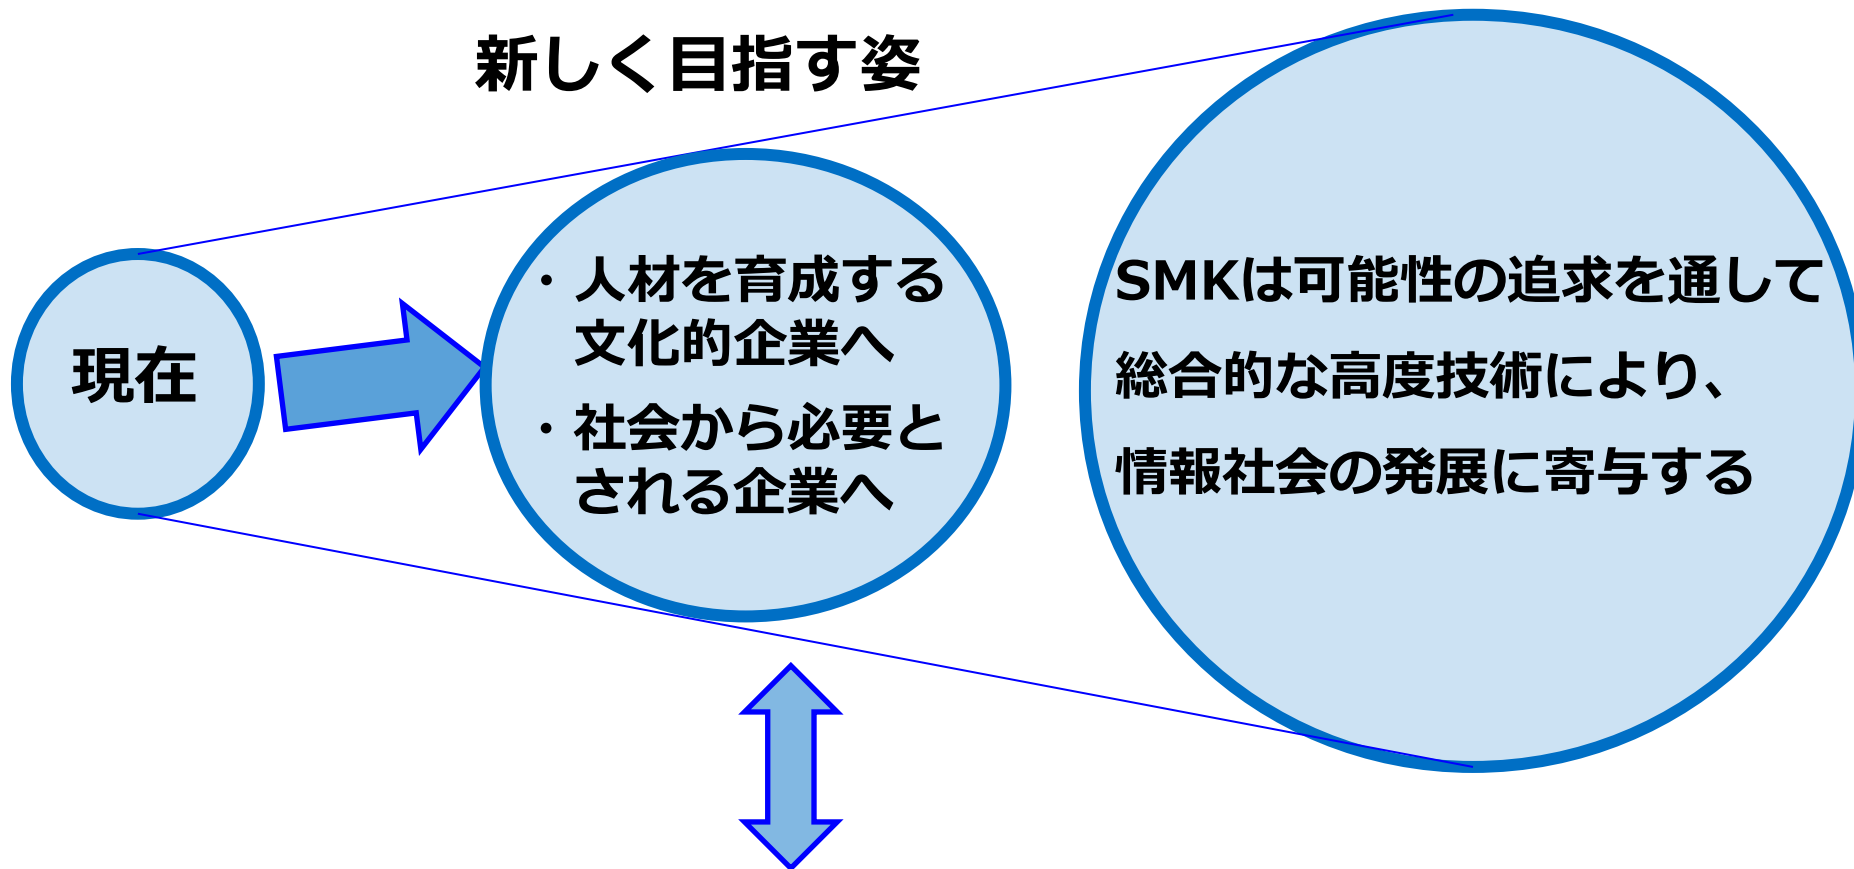 新しく目指す姿
現在
・人材を育成する
文化的企業へ
・社会から必要と
される企業へ
SMKは可能性の追求を通して
総合的な高度技術により、
情報社会の発展に寄与する